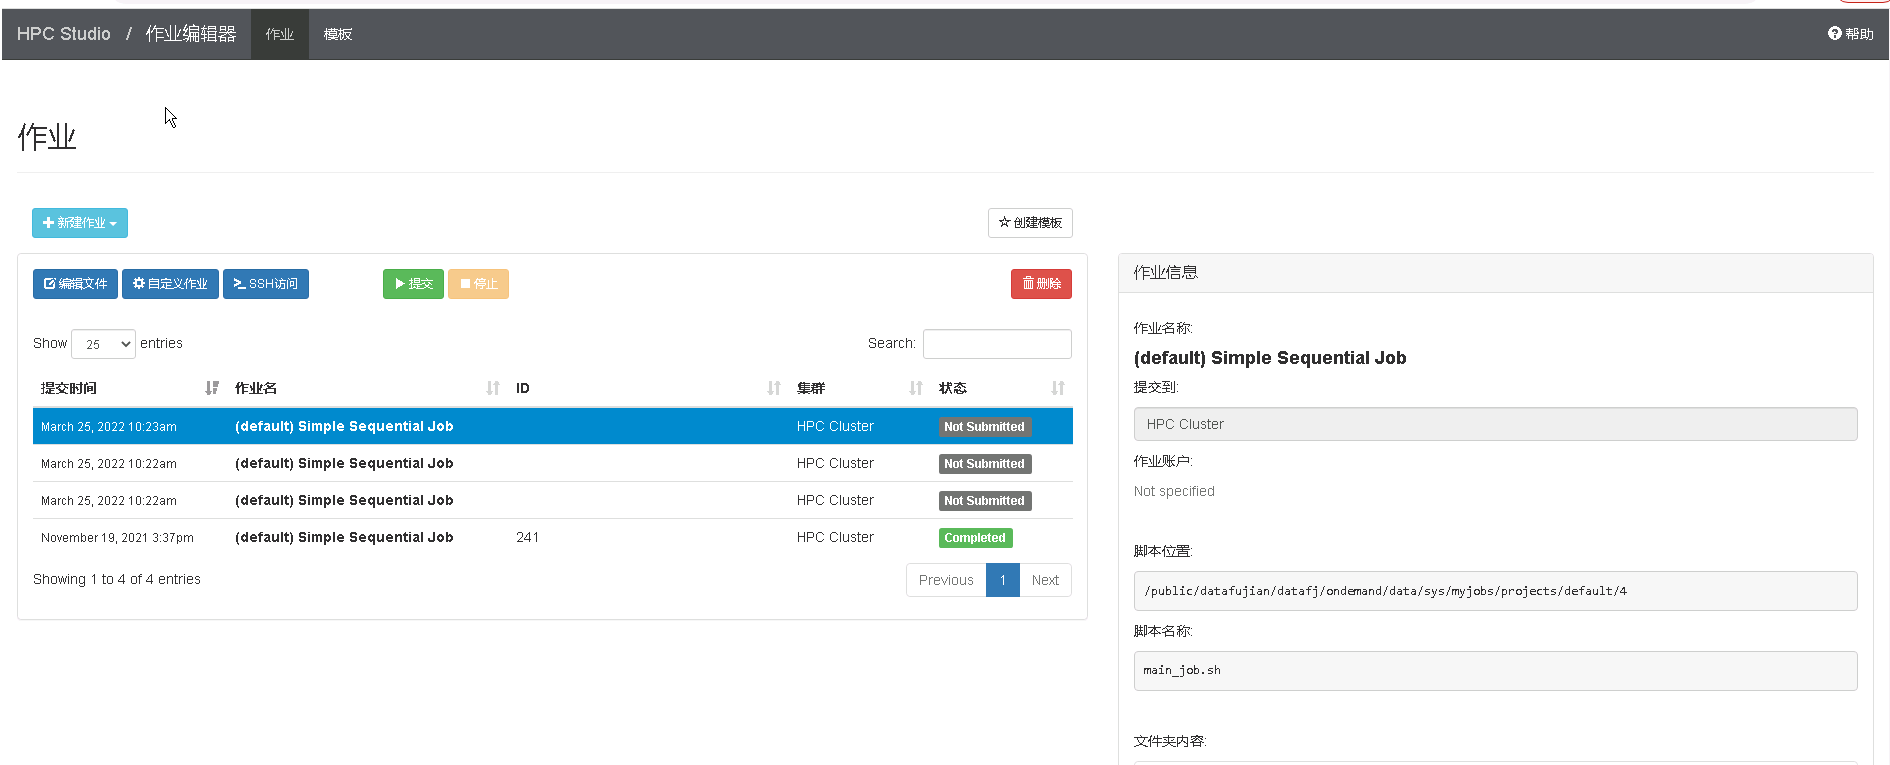 HPC Studio / 作业编辑器 作业 模板 帮助
作业
新建作业 创建模板
编辑文件 自定义作业 SSH访问 提交 停止 删除
Show 25 entries Search:
提交时间 作业名 ID 集群 状态
March 25, 2022 10:23am (default) Simple Sequential Job HPC Cluster Not Submitted
March 25, 2022 10:22am (default) Simple Sequential Job HPC Cluster Not Submitted
March 25, 2022 10:22am (default) Simple Sequential Job HPC Cluster Not Submitted
November 19, 2021 3:37pm (default) Simple Sequential Job 241 HPC Cluster Completed
Showing 1 to 4 of 4 entries Previous 1 Next
作业信息
作业名称:
(default) Simple Sequential Job
提交到:
HPC Cluster
作业账户:
Not specified
脚本位置:
/public/datafujian/datafj/ondemand/data/sys/myjobs/projects/default/4
脚本名称:
main_job.sh
文件夹内容: